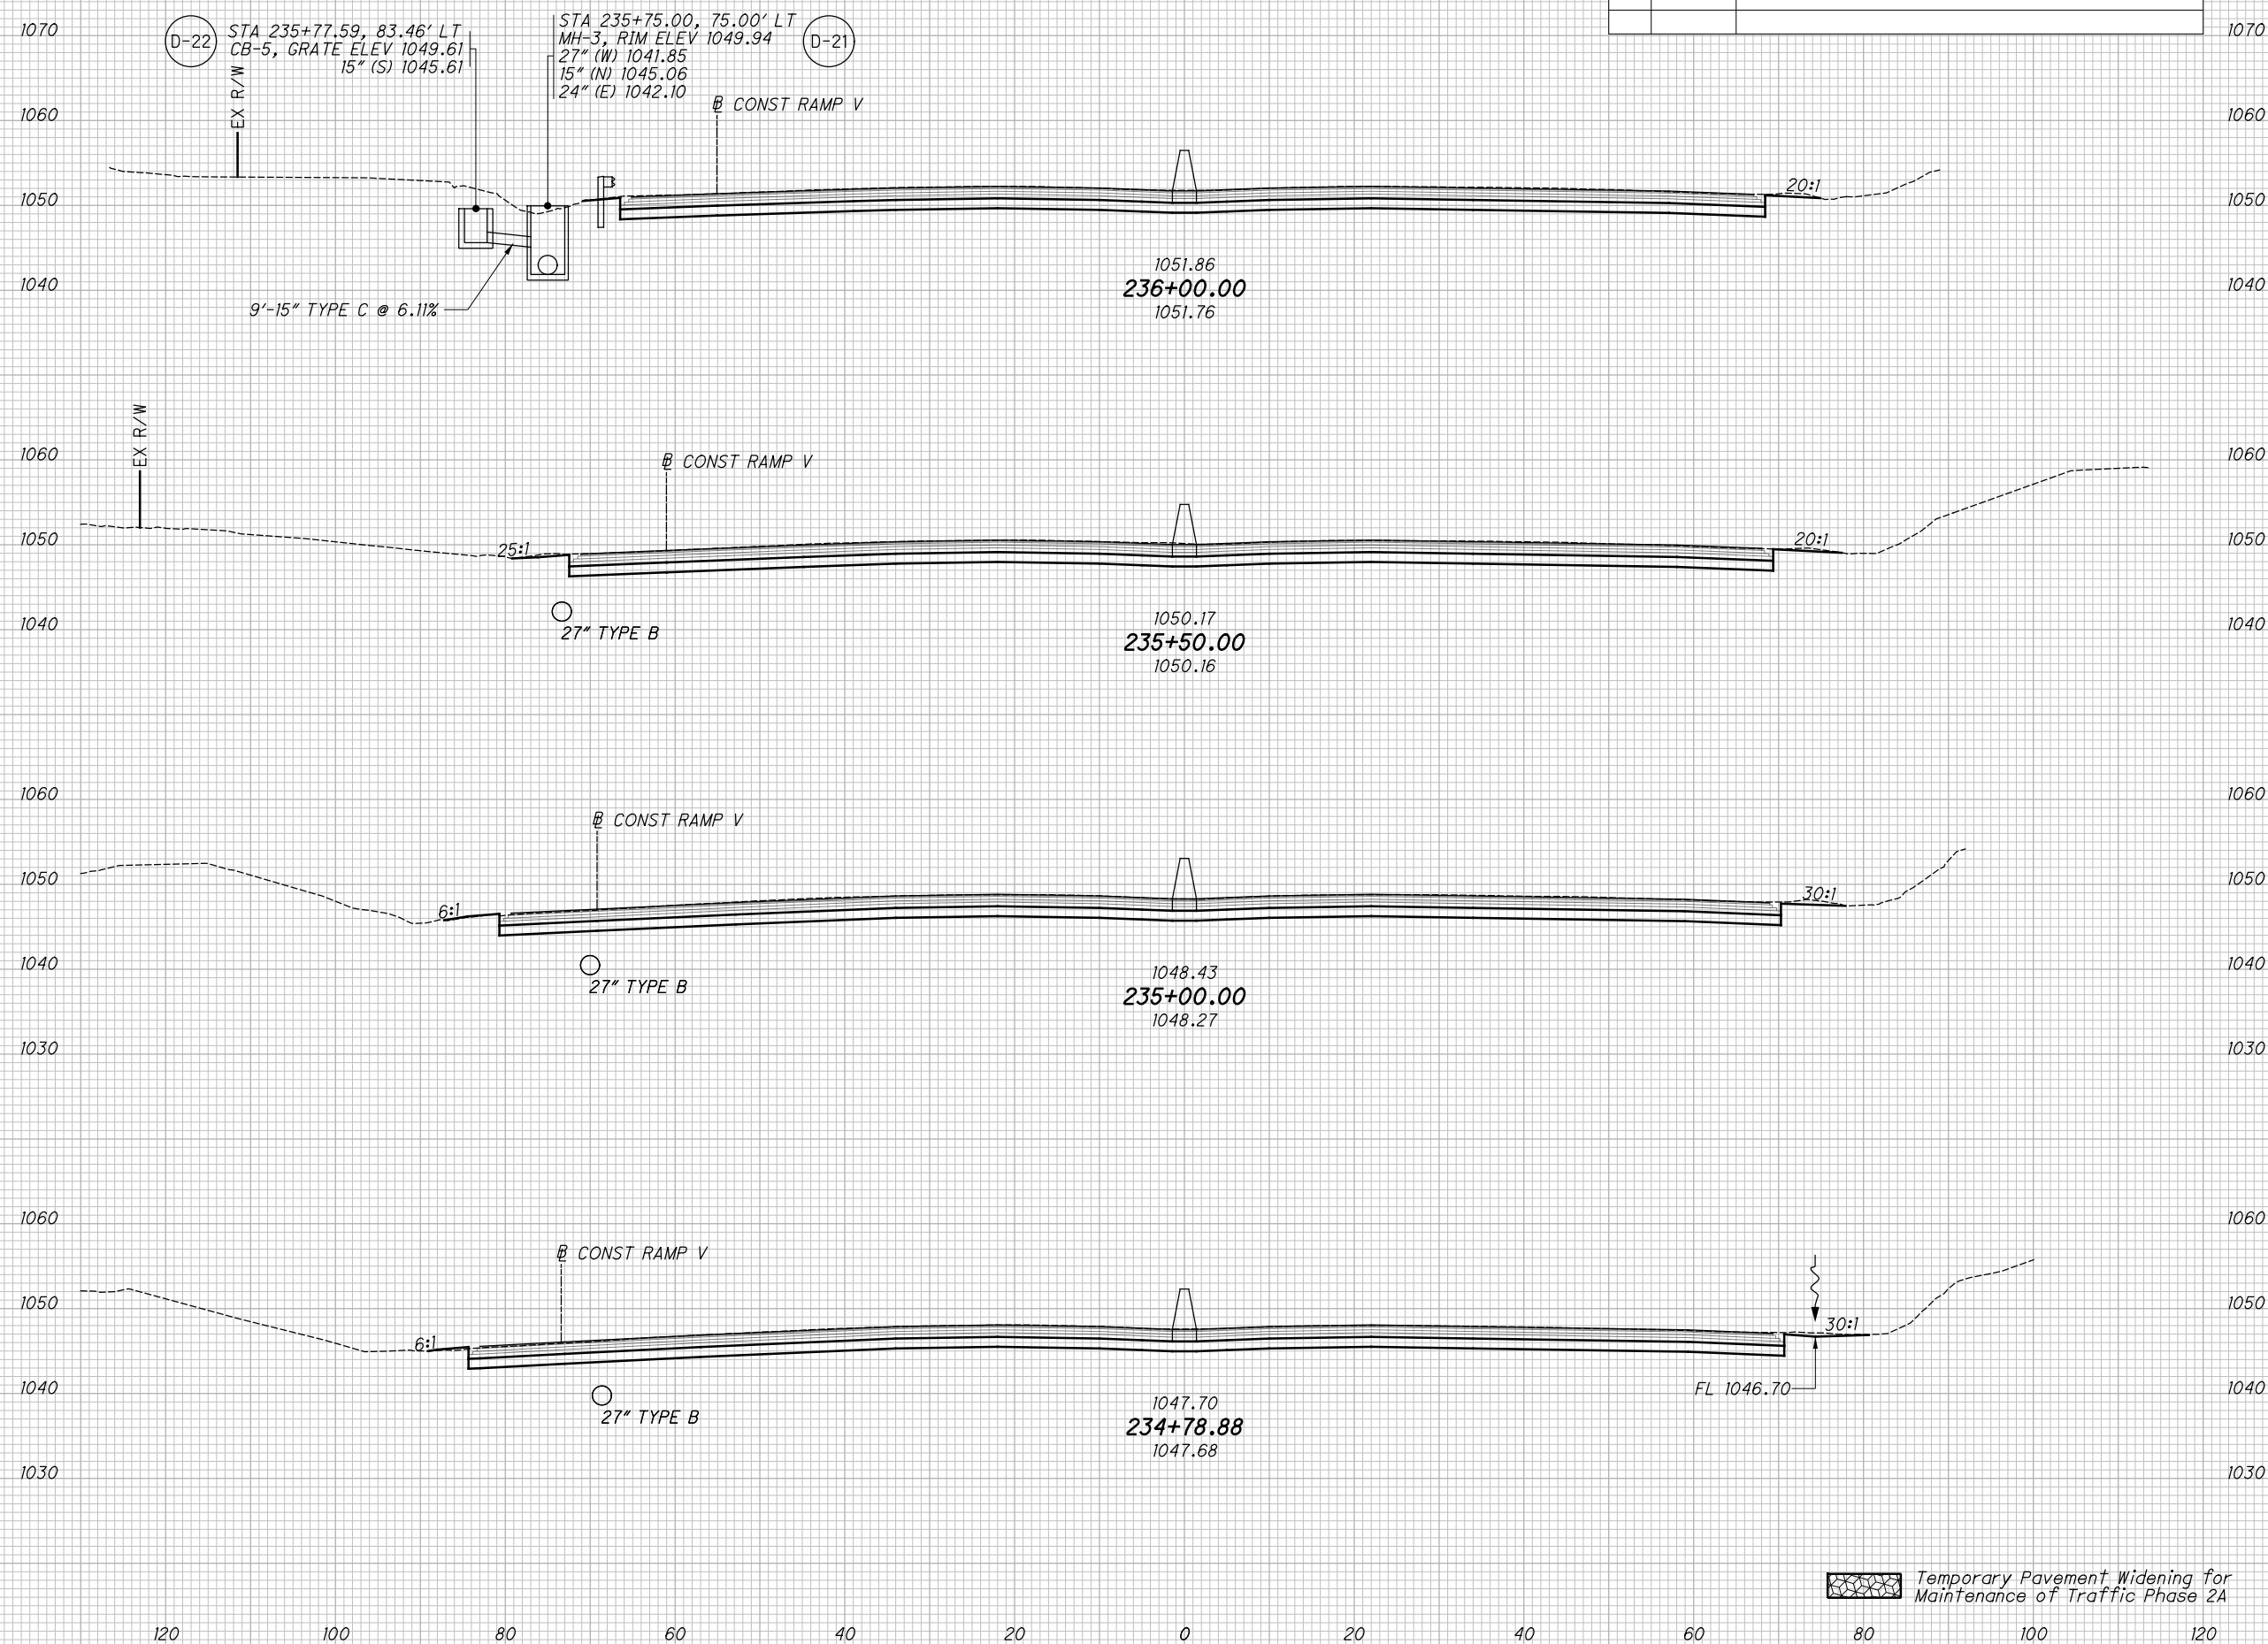 1070
D-22
STA 235+77.59, 83.46' LT
CB-5, GRATE ELEV 1049.61
15" (S) 1045.61
STA 235+75.00, 75.00' LT
MH-3, RIM ELEV 1049.94
27" (W) 1041.85
15" (N) 1045.06
24" (E) 1042.10
D-21
1070
EX R/W
1060
BL CONST RAMP V
1060
1050
20:1
1050
1040
9'-15" TYPE C @ 6.11%
1051.86
236+00.00
1051.76
1040
EX R/W
1060
BL CONST RAMP V
1060
1050
25:1
20:1
1050
1040
27" TYPE B
1050.17
235+50.00
1050.16
1040
1060
BL CONST RAMP V
1060
1050
6:1
30:1
1050
1040
27" TYPE B
1048.43
235+00.00
1048.27
1040
1030
1030
1060
BL CONST RAMP V
1060
1050
6:1
30:1
1050
1040
27" TYPE B
1047.70
234+78.88
1047.68
FL 1046.70
1040
1030
1030
Temporary Pavement Widening for
Maintenance of Traffic Phase 2A
120 100 80 60 40 20 0 20 40 60 80 100 120